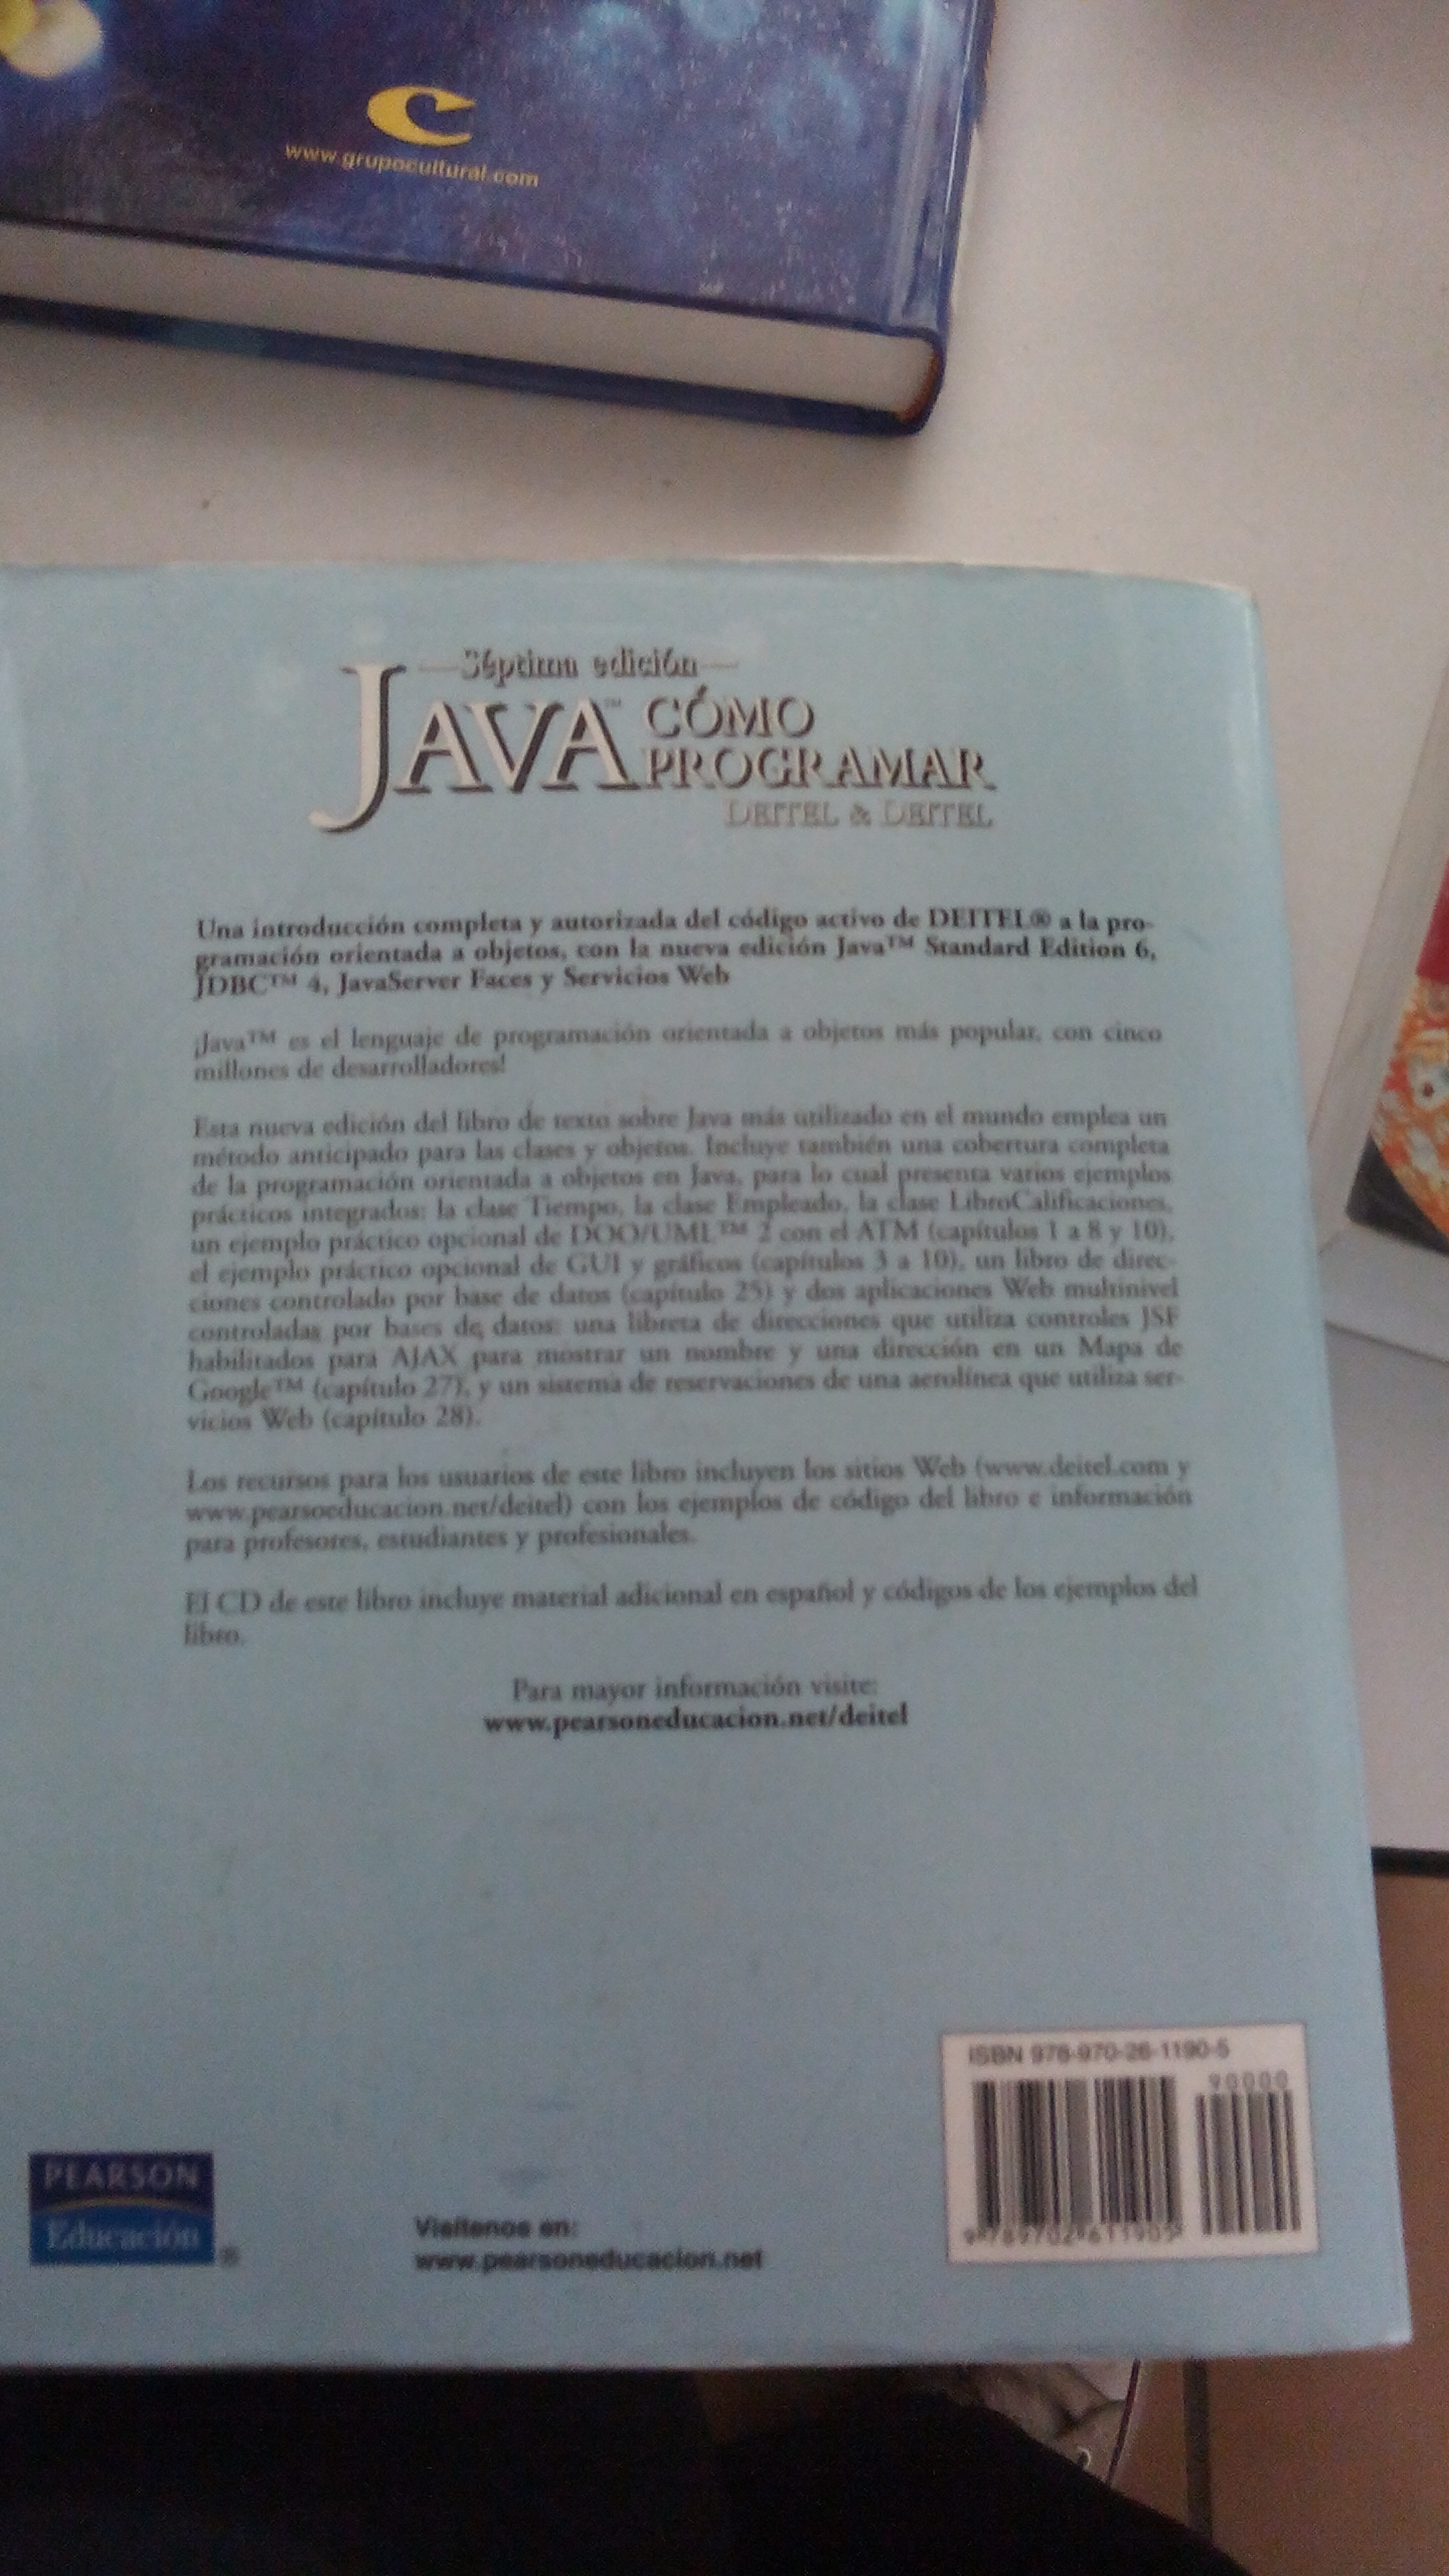 www.grupocultural.com
Séptima edición
JAVA™ CÓMO
PROGRAMAR
DEITEL & DEITEL
Una introducción completa y autorizada del código activo de DEITEL® a la pro-
gramación orientada a objetos, con la nueva edición Java™ Standard Edition 6,
JDBC™ 4, JavaServer Faces y Servicios Web
¡Java™ es el lenguaje de programación orientada a objetos más popular, con cinco
millones de desarrolladores!
Esta nueva edición del libro de texto sobre Java más utilizado en el mundo emplea un
método anticipado para las clases y objetos. Incluye también una cobertura completa
de la programación orientada a objetos en Java, para lo cual presenta varios ejemplos
prácticos integrados: la clase Tiempo, la clase Empleado, la clase LibroCalificaciones,
un ejemplo práctico opcional de DOO/UML™ 2 con el ATM (capítulos 1 a 8 y 10),
el ejemplo práctico opcional de GUI y gráficos (capítulos 3 a 10), un libro de direc-
ciones controlado por base de datos (capítulo 25) y dos aplicaciones Web multinivel
controladas por bases de datos: una libreta de direcciones que utiliza controles JSF
habilitados para AJAX para mostrar un nombre y una dirección en un Mapa de
Google™ (capítulo 27), y un sistema de reservaciones de una aerolínea que utiliza ser-
vicios Web (capítulo 28).
Los recursos para los usuarios de este libro incluyen los sitios Web (www.deitel.com y
www.pearsoeducacion.net/deitel) con los ejemplos de código del libro e información
para profesores, estudiantes y profesionales.
El CD de este libro incluye material adicional en español y códigos de los ejemplos del
libro.
Para mayor información visite:
www.pearsoneducacion.net/deitel
ISBN 978-970-26-1190-5
90000
9 789702 611905
PEARSON
Educación
®
Visítenos en:
www.pearsoneducacion.net